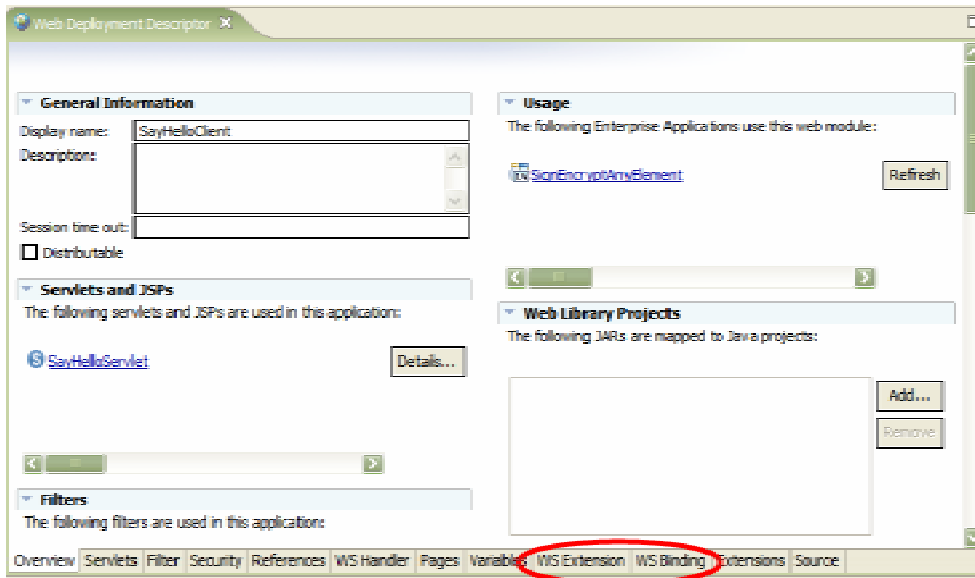 Web Deployment Descriptor
General Information
Display name: SayHelloClient
Description:
Session time out:
Distributable
Servlets and JSPs
The following servlets and JSPs are used in this application:
SayHelloServlet
Details...
Filters
The following filters are used in this application:
Usage
The following Enterprise Applications use this web module:
SignEncryptAnyElement
Refresh
Web Library Projects
The following JARs are mapped to Java projects:
Add...
Remove
Overview Servlets Filter Security References WS Handler Pages Variables WS Extension WS Binding Extensions Source